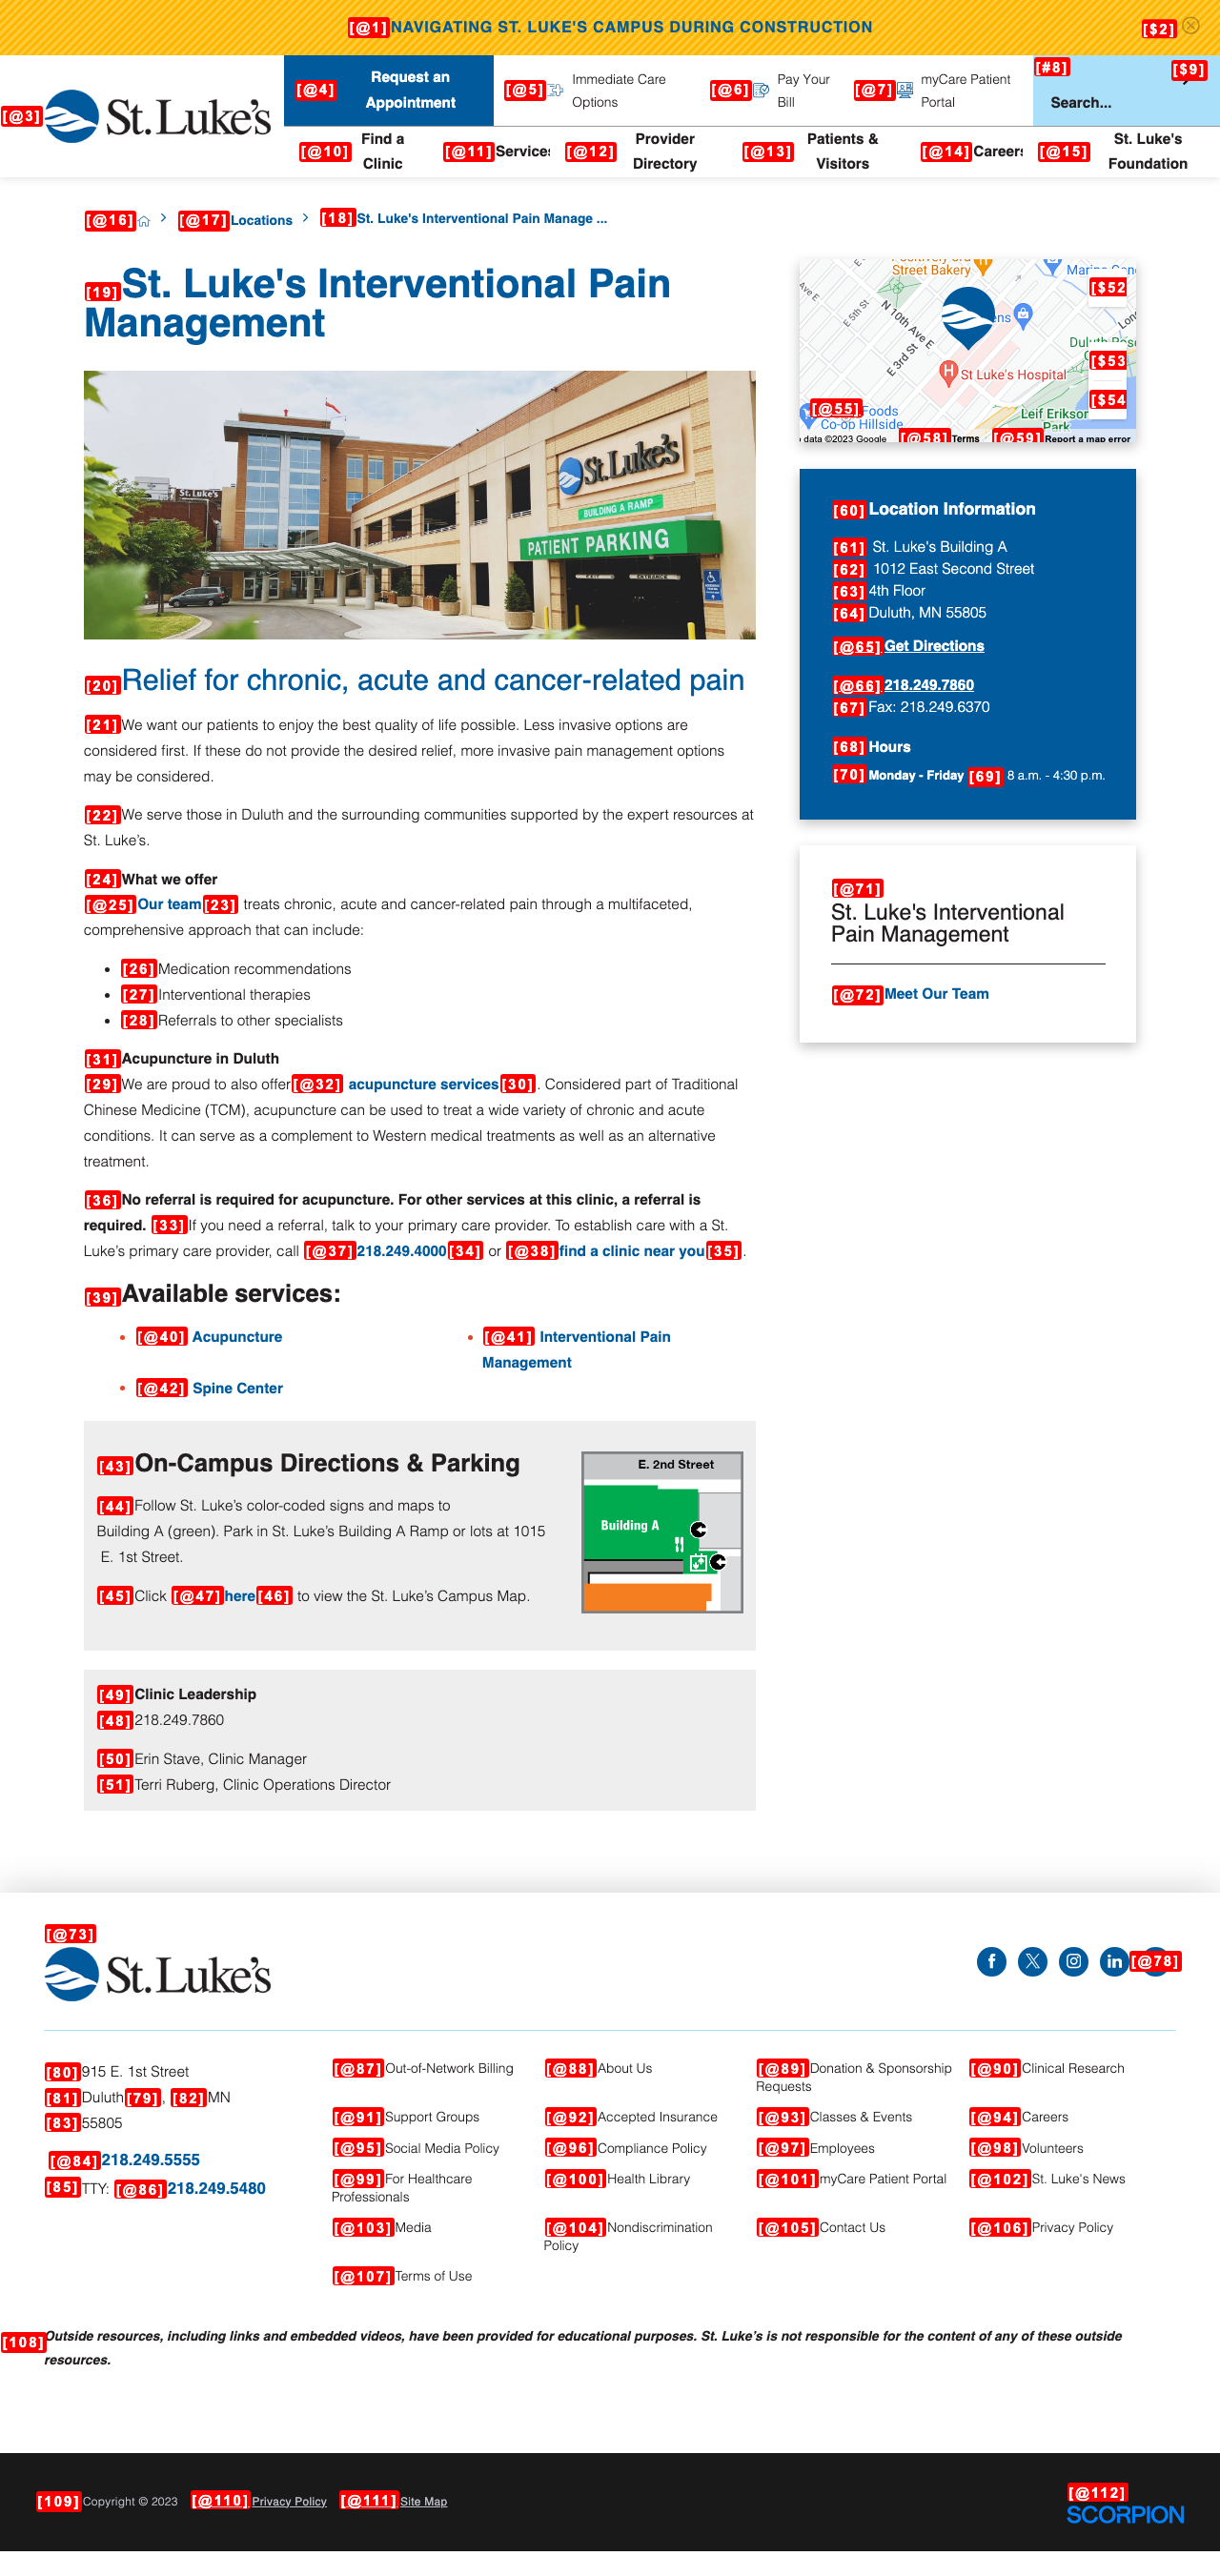 [@1]NAVIGATING ST. LUKE'S CAMPUS DURING CONSTRUCTION
[$2]
[@3]
St. Luke's
[@4] Request an
Appointment
[@5] Immediate Care
Options
[@6] Pay Your
Bill
[@7] myCare Patient
Portal
[#8]
Search...
[$9]
[@10] Find a
Clinic
[@11]Services
[@12] Provider
Directory
[@13] Patients &
Visitors
[@14]Careers
[@15] St. Luke's
Foundation
[@16] > [@17]Locations > [18]St. Luke's Interventional Pain Manage ...
[19]St. Luke's Interventional Pain
Management
Street Bakery
E 5th St
N 10th Ave E
E 3rd St
St Luke's Hospital
Leif Erikson
Park
Foods
Co-op Hillside
[$52
[$53
[$54
[@55]
data ©2023 Google
[@58]Terms
[@59]Report a map error
St. Luke's
St. Luke's
BUILDING A RAMP
PATIENT PARKING
EXIT
ENTRANCE
[60]Location Information
[61] St. Luke's Building A
[62] 1012 East Second Street
[63]4th Floor
[64]Duluth, MN 55805
[@65]Get Directions
[@66]218.249.7860
[67]Fax: 218.249.6370
[68]Hours
[70]Monday - Friday [69] 8 a.m. - 4:30 p.m.
[@71]
St. Luke's Interventional
Pain Management
[@72]Meet Our Team
[20]Relief for chronic, acute and cancer-related pain
[21]We want our patients to enjoy the best quality of life possible. Less invasive options are
considered first. If these do not provide the desired relief, more invasive pain management options
may be considered.
[22]We serve those in Duluth and the surrounding communities supported by the expert resources at
St. Luke’s.
[24]What we offer
[@25]Our team[23] treats chronic, acute and cancer-related pain through a multifaceted,
comprehensive approach that can include:
• [26]Medication recommendations
• [27]Interventional therapies
• [28]Referrals to other specialists
[31]Acupuncture in Duluth
[29]We are proud to also offer[@32] acupuncture services[30]. Considered part of Traditional
Chinese Medicine (TCM), acupuncture can be used to treat a wide variety of chronic and acute
conditions. It can serve as a complement to Western medical treatments as well as an alternative
treatment.
[36]No referral is required for acupuncture. For other services at this clinic, a referral is
required. [33]If you need a referral, talk to your primary care provider. To establish care with a St.
Luke’s primary care provider, call [@37]218.249.4000[34] or [@38]find a clinic near you[35].
[39]Available services:
• [@40] Acupuncture
• [@41] Interventional Pain
Management
• [@42] Spine Center
[43]On-Campus Directions & Parking
[44]Follow St. Luke’s color-coded signs and maps to
Building A (green). Park in St. Luke’s Building A Ramp or lots at 1015
E. 1st Street.
[45]Click [@47]here[46] to view the St. Luke’s Campus Map.
E. 2nd Street
Building A
[49]Clinic Leadership
[48]218.249.7860
[50]Erin Stave, Clinic Manager
[51]Terri Ruberg, Clinic Operations Director
[@73]
St. Luke's
[@78]
[80]915 E. 1st Street
[81]Duluth[79], [82]MN
[83]55805
[@84]218.249.5555
[85]TTY: [@86]218.249.5480
[@87]Out-of-Network Billing
[@88]About Us
[@89]Donation & Sponsorship
Requests
[@90]Clinical Research
[@91]Support Groups
[@92]Accepted Insurance
[@93]Classes & Events
[@94]Careers
[@95]Social Media Policy
[@96]Compliance Policy
[@97]Employees
[@98]Volunteers
[@99]For Healthcare
Professionals
[@100]Health Library
[@101]myCare Patient Portal
[@102]St. Luke's News
[@103]Media
[@104]Nondiscrimination
Policy
[@105]Contact Us
[@106]Privacy Policy
[@107]Terms of Use
[108]Outside resources, including links and embedded videos, have been provided for educational purposes. St. Luke’s is not responsible for the content of any of these outside
resources.
[109]Copyright © 2023 [@110]Privacy Policy [@111]Site Map
[@112]
SCORPION